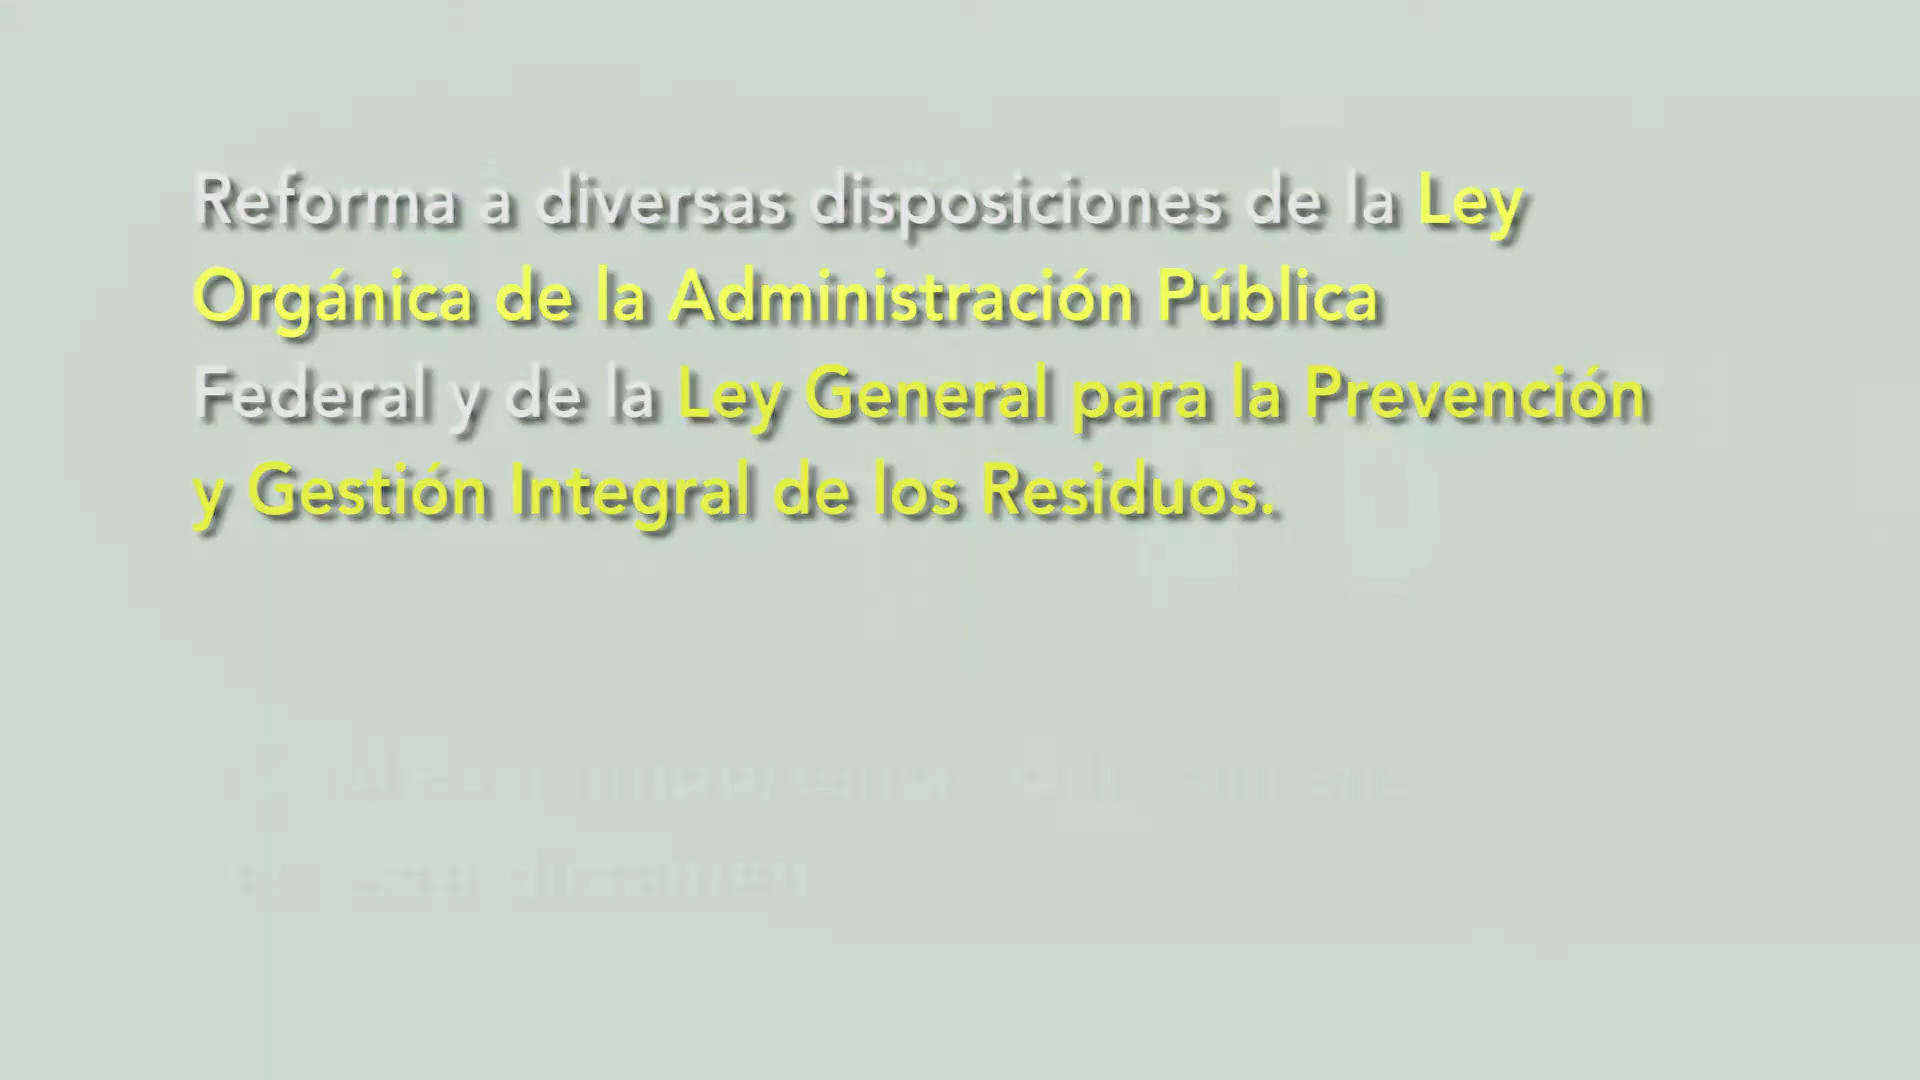 Reforma a diversas disposiciones de la Ley
Orgánica de la Administración Pública
Federal y de la Ley General para la Prevención
y Gestión Integral de los Residuos.